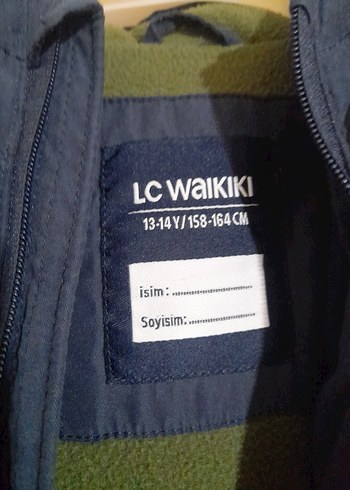 LC WAIKIKI
13-14 Y / 158-164 CM
isim: ........................
Soyisim: ....................